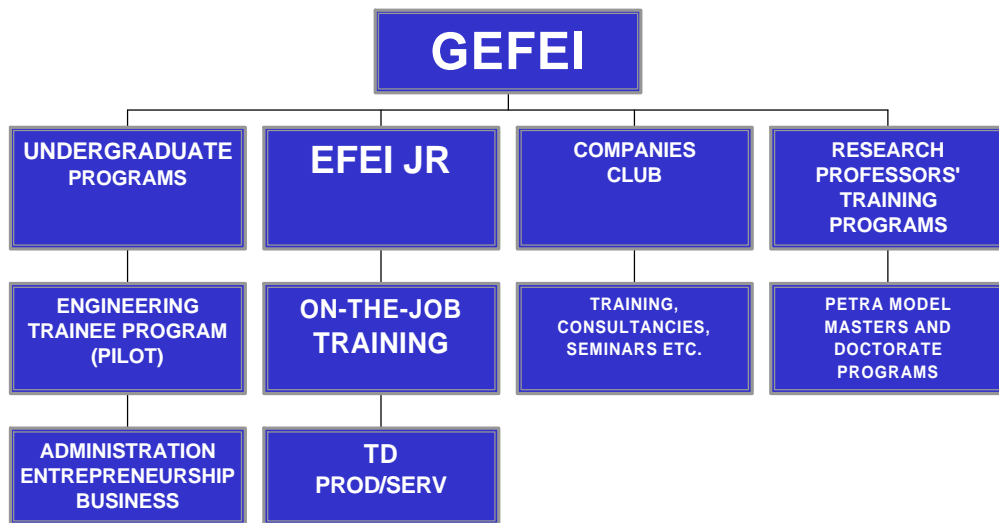 GEFEI
UNDERGRADUATE
PROGRAMS
EFEI JR
COMPANIES
CLUB
RESEARCH
PROFESSORS'
TRAINING
PROGRAMS
ENGINEERING
TRAINEE PROGRAM
(PILOT)
ON-THE-JOB
TRAINING
TRAINING,
CONSULTANCIES,
SEMINARS ETC.
PETRA MODEL
MASTERS AND
DOCTORATE
PROGRAMS
ADMINISTRATION
ENTREPRENEURSHIP
BUSINESS
TD
PROD/SERV